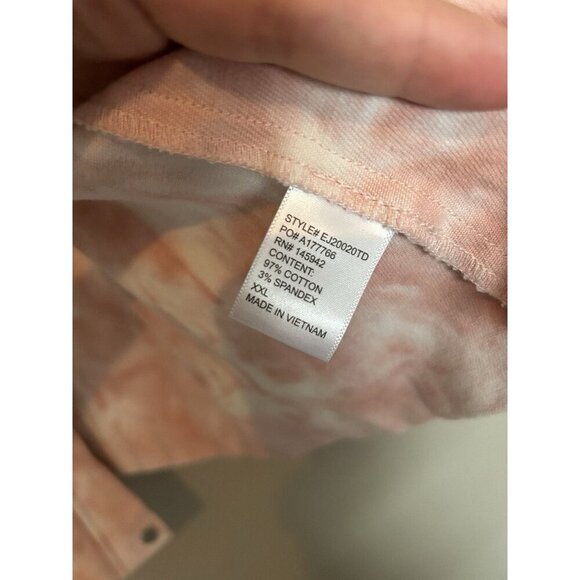 STYLE# EJ20020TD
PO# A177766
RN# 145942
CONTENT:
97% COTTON
3% SPANDEX
XXL
MADE IN VIETNAM